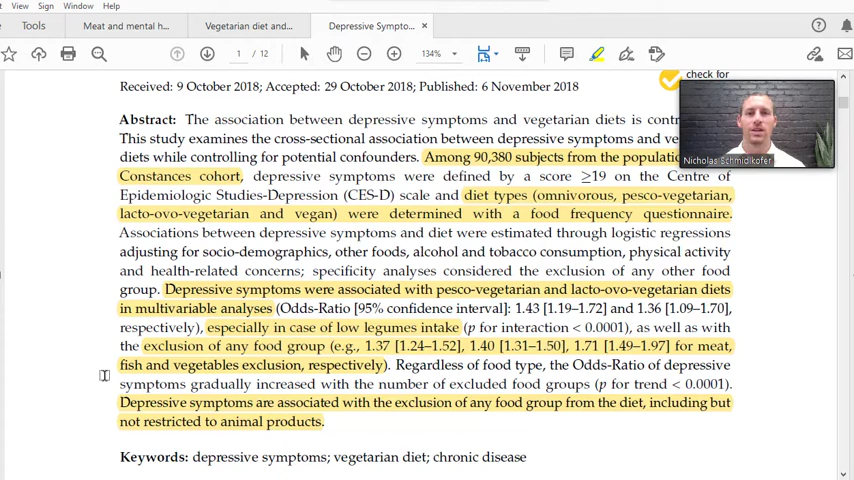 Sign Window Help
Tools Meat and mental h... Vegetarian diet and... Depressive Sympto... ×
1 / 12 134%
check for
Received: 9 October 2018; Accepted: 29 October 2018; Published: 6 November 2018
Abstract: The association between depressive symptoms and vegetarian diets is contr
This study examines the cross-sectional association between depressive symptoms and ve
diets while controlling for potential confounders. Among 90,380 subjects from the populati
Nicholas Schmidlkofer
Constances cohort, depressive symptoms were defined by a score ≥19 on the Centre of
Epidemiologic Studies-Depression (CES-D) scale and diet types (omnivorous, pesco-vegetarian,
lacto-ovo-vegetarian and vegan) were determined with a food frequency questionnaire.
Associations between depressive symptoms and diet were estimated through logistic regressions
adjusting for socio-demographics, other foods, alcohol and tobacco consumption, physical activity
and health-related concerns; specificity analyses considered the exclusion of any other food
group. Depressive symptoms were associated with pesco-vegetarian and lacto-ovo-vegetarian diets
in multivariable analyses (Odds-Ratio [95% confidence interval]: 1.43 [1.19–1.72] and 1.36 [1.09–1.70],
respectively), especially in case of low legumes intake (p for interaction < 0.0001), as well as with
the exclusion of any food group (e.g., 1.37 [1.24–1.52], 1.40 [1.31–1.50], 1.71 [1.49–1.97] for meat,
fish and vegetables exclusion, respectively). Regardless of food type, the Odds-Ratio of depressive
symptoms gradually increased with the number of excluded food groups (p for trend < 0.0001).
Depressive symptoms are associated with the exclusion of any food group from the diet, including but
not restricted to animal products.
Keywords: depressive symptoms; vegetarian diet; chronic disease